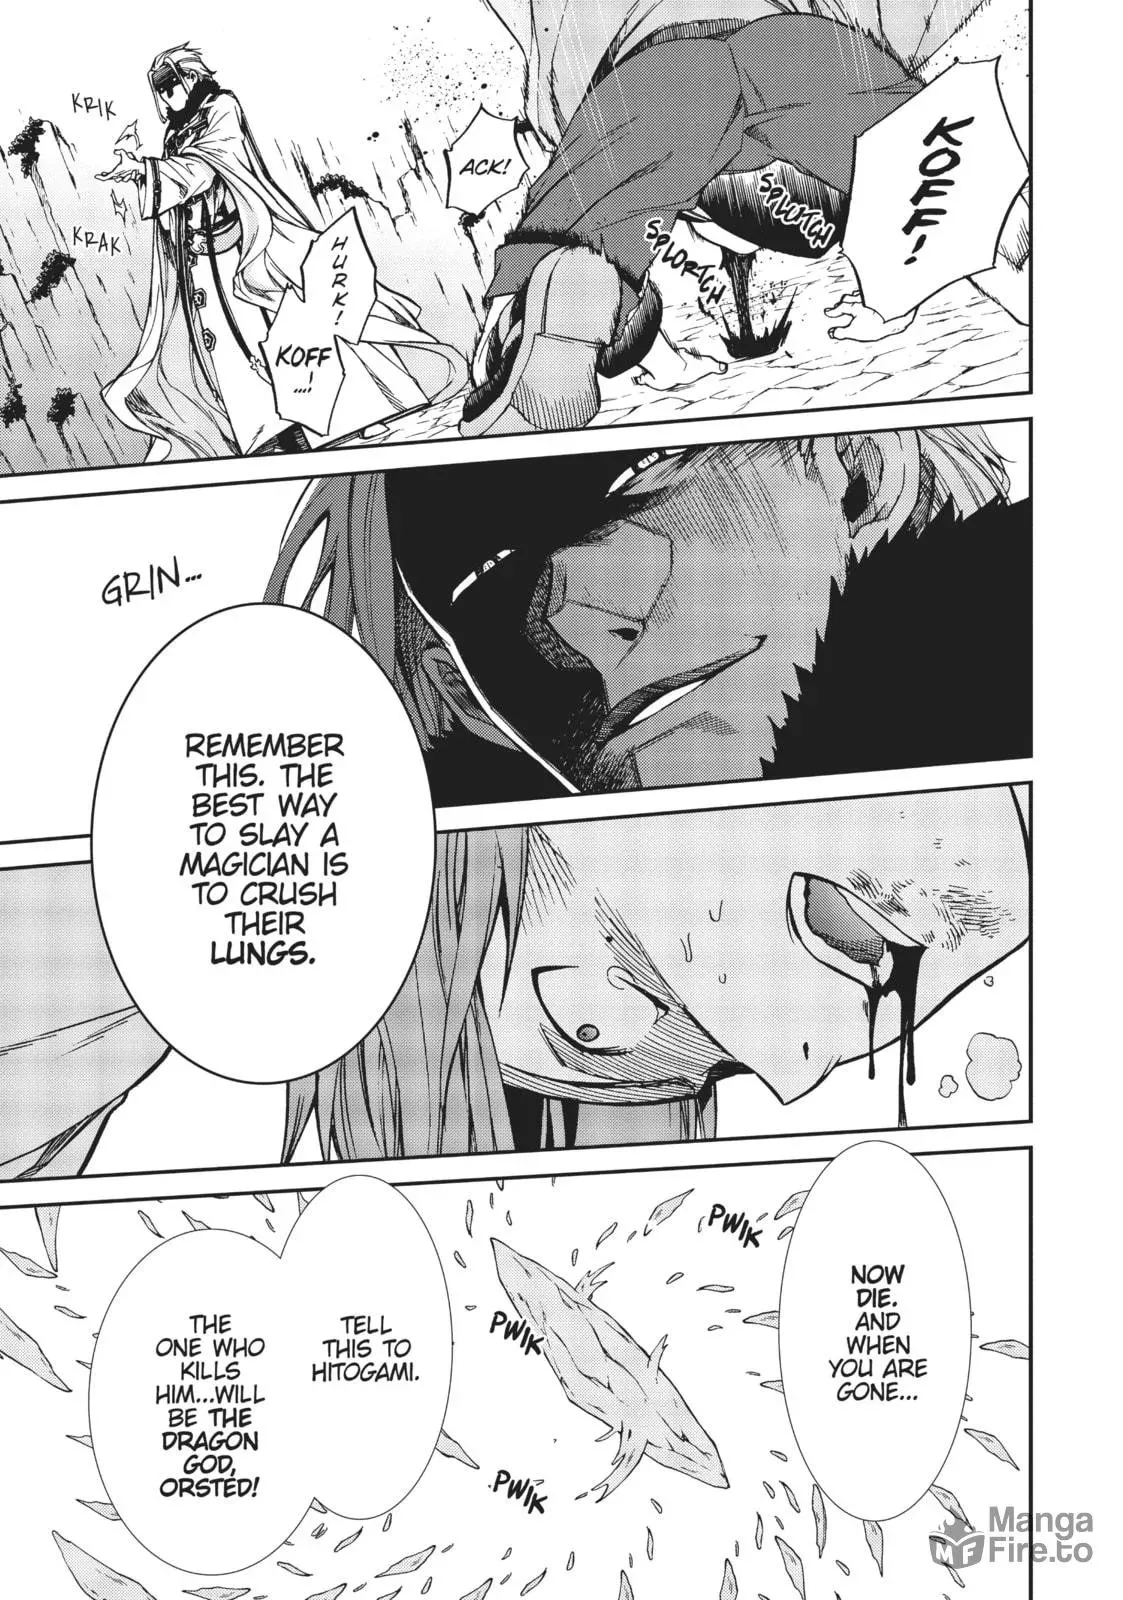 KOFF!
SPLOTCH
SPLORTCH
ACK!
HURK!
KOFF
...!
KRIK
KRAK
GRIN...
REMEMBER
THIS. THE
BEST WAY
TO SLAY A
MAGICIAN IS
TO CRUSH
THEIR
LUNGS.
NOW
DIE.
AND
WHEN
YOU ARE
GONE...
PWIK
PWIK
PWIK
TELL
THIS TO
HITOGAMI.
THE
ONE WHO
KILLS
HIM...WILL
BE THE
DRAGON
GOD,
ORSTED!
Manga
MF Fire.to